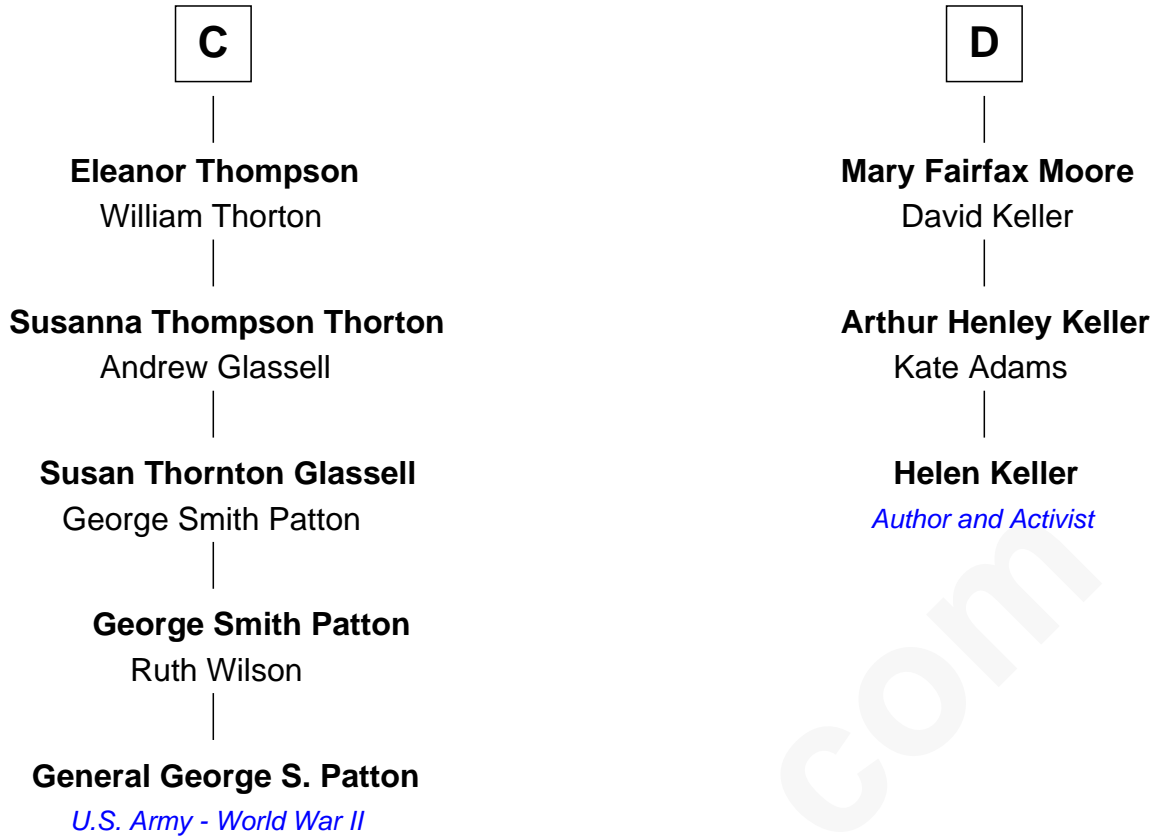 C
Eleanor Thompson
William Thorton
Susanna Thompson Thorton
Andrew Glassell
Susan Thornton Glassell
George Smith Patton
George Smith Patton
Ruth Wilson
General George S. Patton
U.S. Army - World War II
D
Mary Fairfax Moore
David Keller
Arthur Henley Keller
Kate Adams
Helen Keller
Author and Activist
com